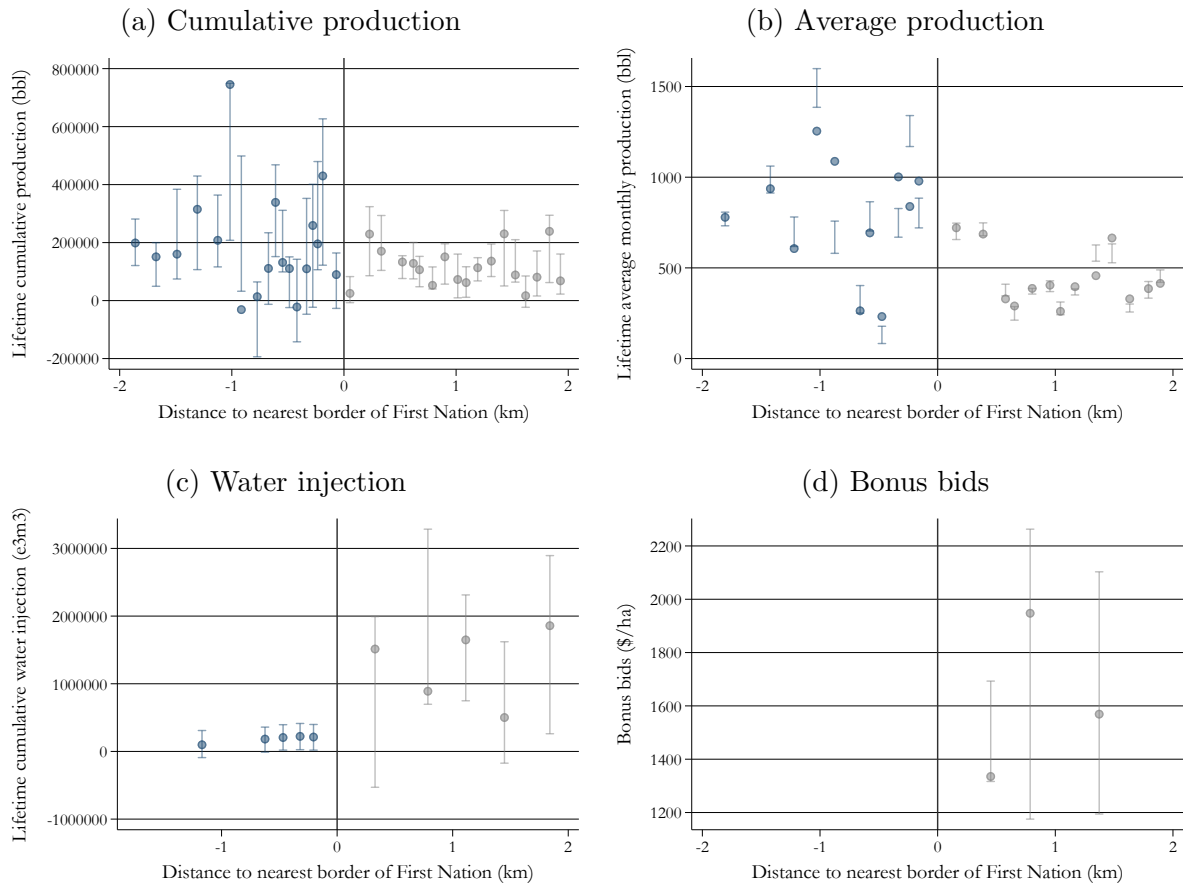 (a) Cumulative production
Lifetime cumulative production (bbl)
800000
600000
400000
200000
0
-200000
-2 -1 0 1 2
Distance to nearest border of First Nation (km)
(b) Average production
Lifetime average monthly production (bbl)
1500
1000
500
0
-2 -1 0 1 2
Distance to nearest border of First Nation (km)
(c) Water injection
Lifetime cumulative water injection (e3m3)
3000000
2000000
1000000
0
-1000000
-1 0 1 2
Distance to nearest border of First Nation (km)
(d) Bonus bids
Bonus bids ($/ha)
2200
2000
1800
1600
1400
1200
-2 -1 0 1 2
Distance to nearest border of First Nation (km)